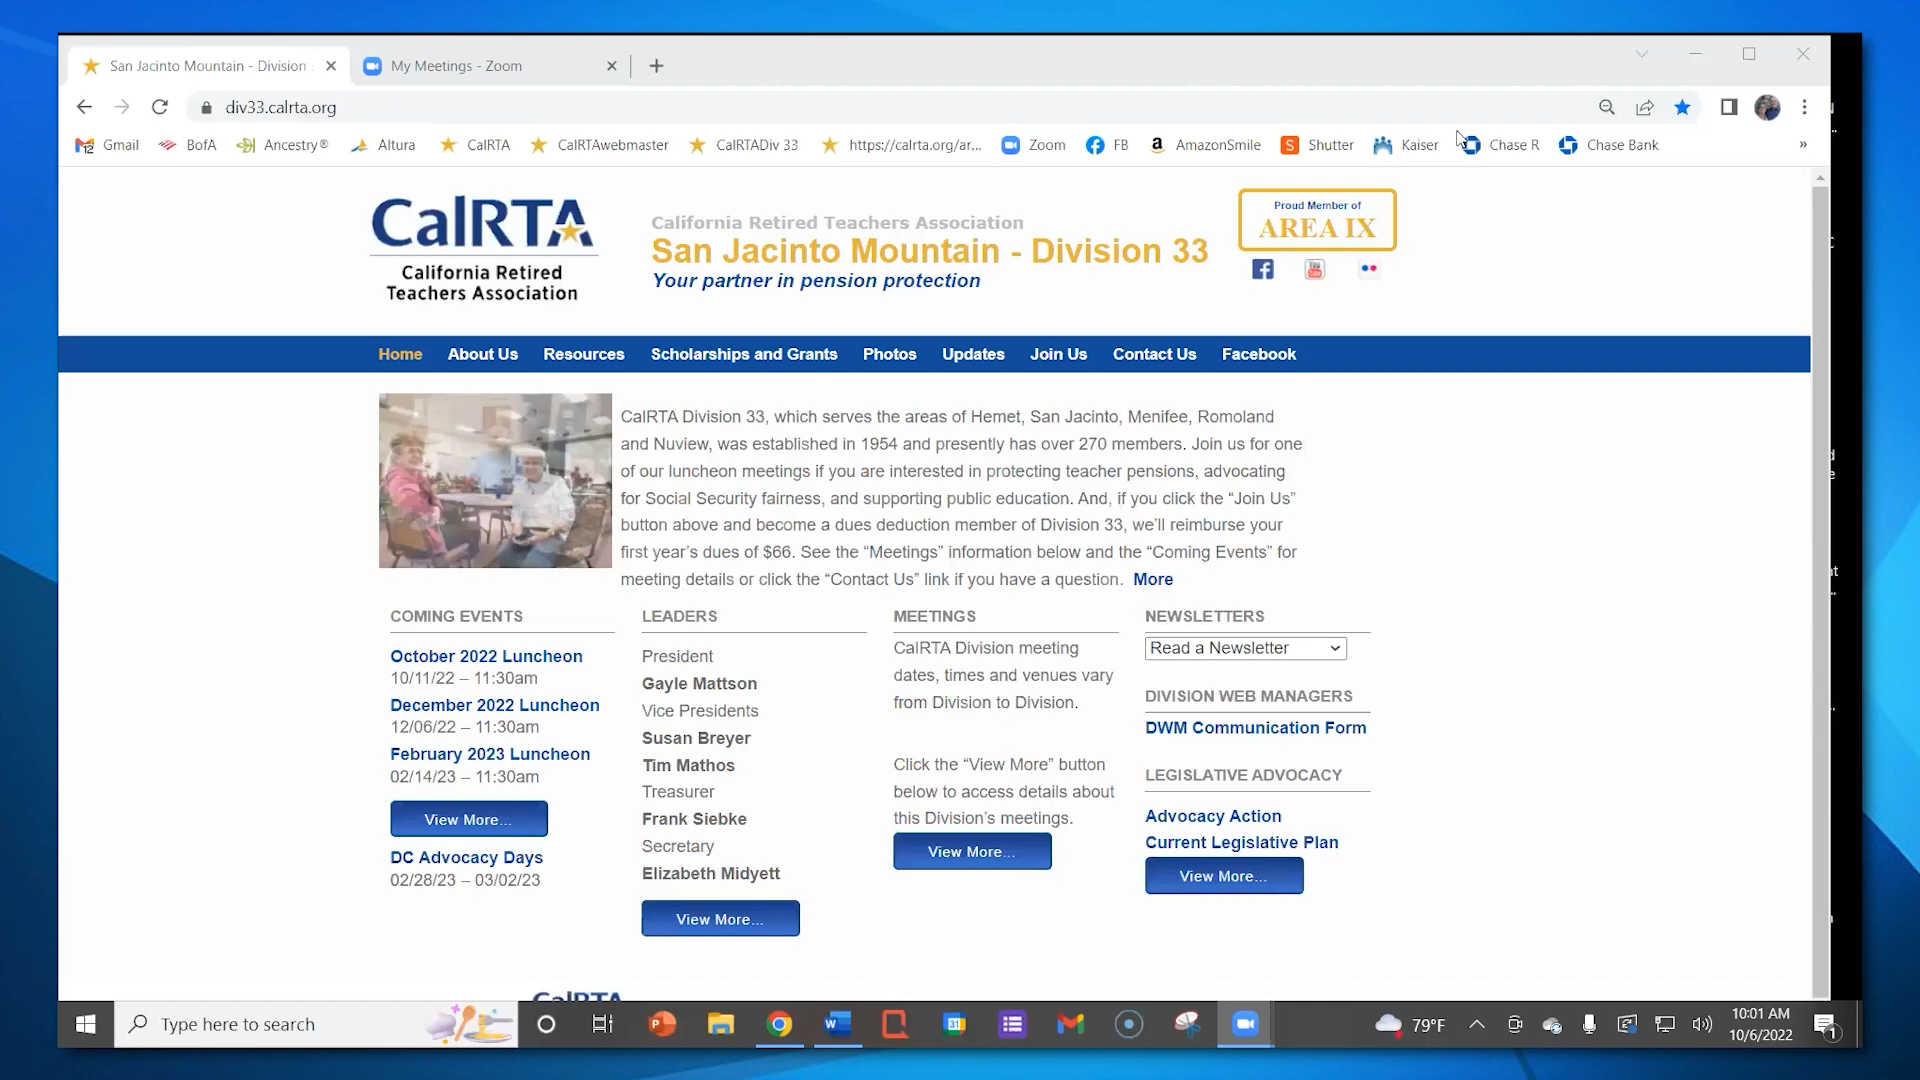 San Jacinto Mountain - Division
My Meetings - Zoom
div33.calrta.org
Gmail
BofA
Ancestry®
Altura
CalRTA
CalRTAwebmaster
CalRTADiv 33
https://calrta.org/ar...
Zoom
FB
AmazonSmile
Shutter
Kaiser
Chase R
Chase Bank
»
CalRTA
California Retired
Teachers Association
California Retired Teachers Association
San Jacinto Mountain - Division 33
Your partner in pension protection
Proud Member of
AREA IX
Home
About Us
Resources
Scholarships and Grants
Photos
Updates
Join Us
Contact Us
Facebook
CalRTA Division 33, which serves the areas of Hemet, San Jacinto, Menifee, Romoland
and Nuview, was established in 1954 and presently has over 270 members. Join us for one
of our luncheon meetings if you are interested in protecting teacher pensions, advocating
for Social Security fairness, and supporting public education. And, if you click the “Join Us”
button above and become a dues deduction member of Division 33, we’ll reimburse your
first year’s dues of $66. See the “Meetings” information below and the “Coming Events” for
meeting details or click the “Contact Us” link if you have a question. More
COMING EVENTS
October 2022 Luncheon
10/11/22 – 11:30am
December 2022 Luncheon
12/06/22 – 11:30am
February 2023 Luncheon
02/14/23 – 11:30am
View More...
DC Advocacy Days
02/28/23 – 03/02/23
LEADERS
President
Gayle Mattson
Vice Presidents
Susan Breyer
Tim Mathos
Treasurer
Frank Siebke
Secretary
Elizabeth Midyett
View More...
MEETINGS
CalRTA Division meeting
dates, times and venues vary
from Division to Division.
Click the “View More” button
below to access details about
this Division’s meetings.
View More...
NEWSLETTERS
Read a Newsletter
DIVISION WEB MANAGERS
DWM Communication Form
LEGISLATIVE ADVOCACY
Advocacy Action
Current Legislative Plan
View More...
CalRTA
Type here to search
79°F
10:01 AM
10/6/2022